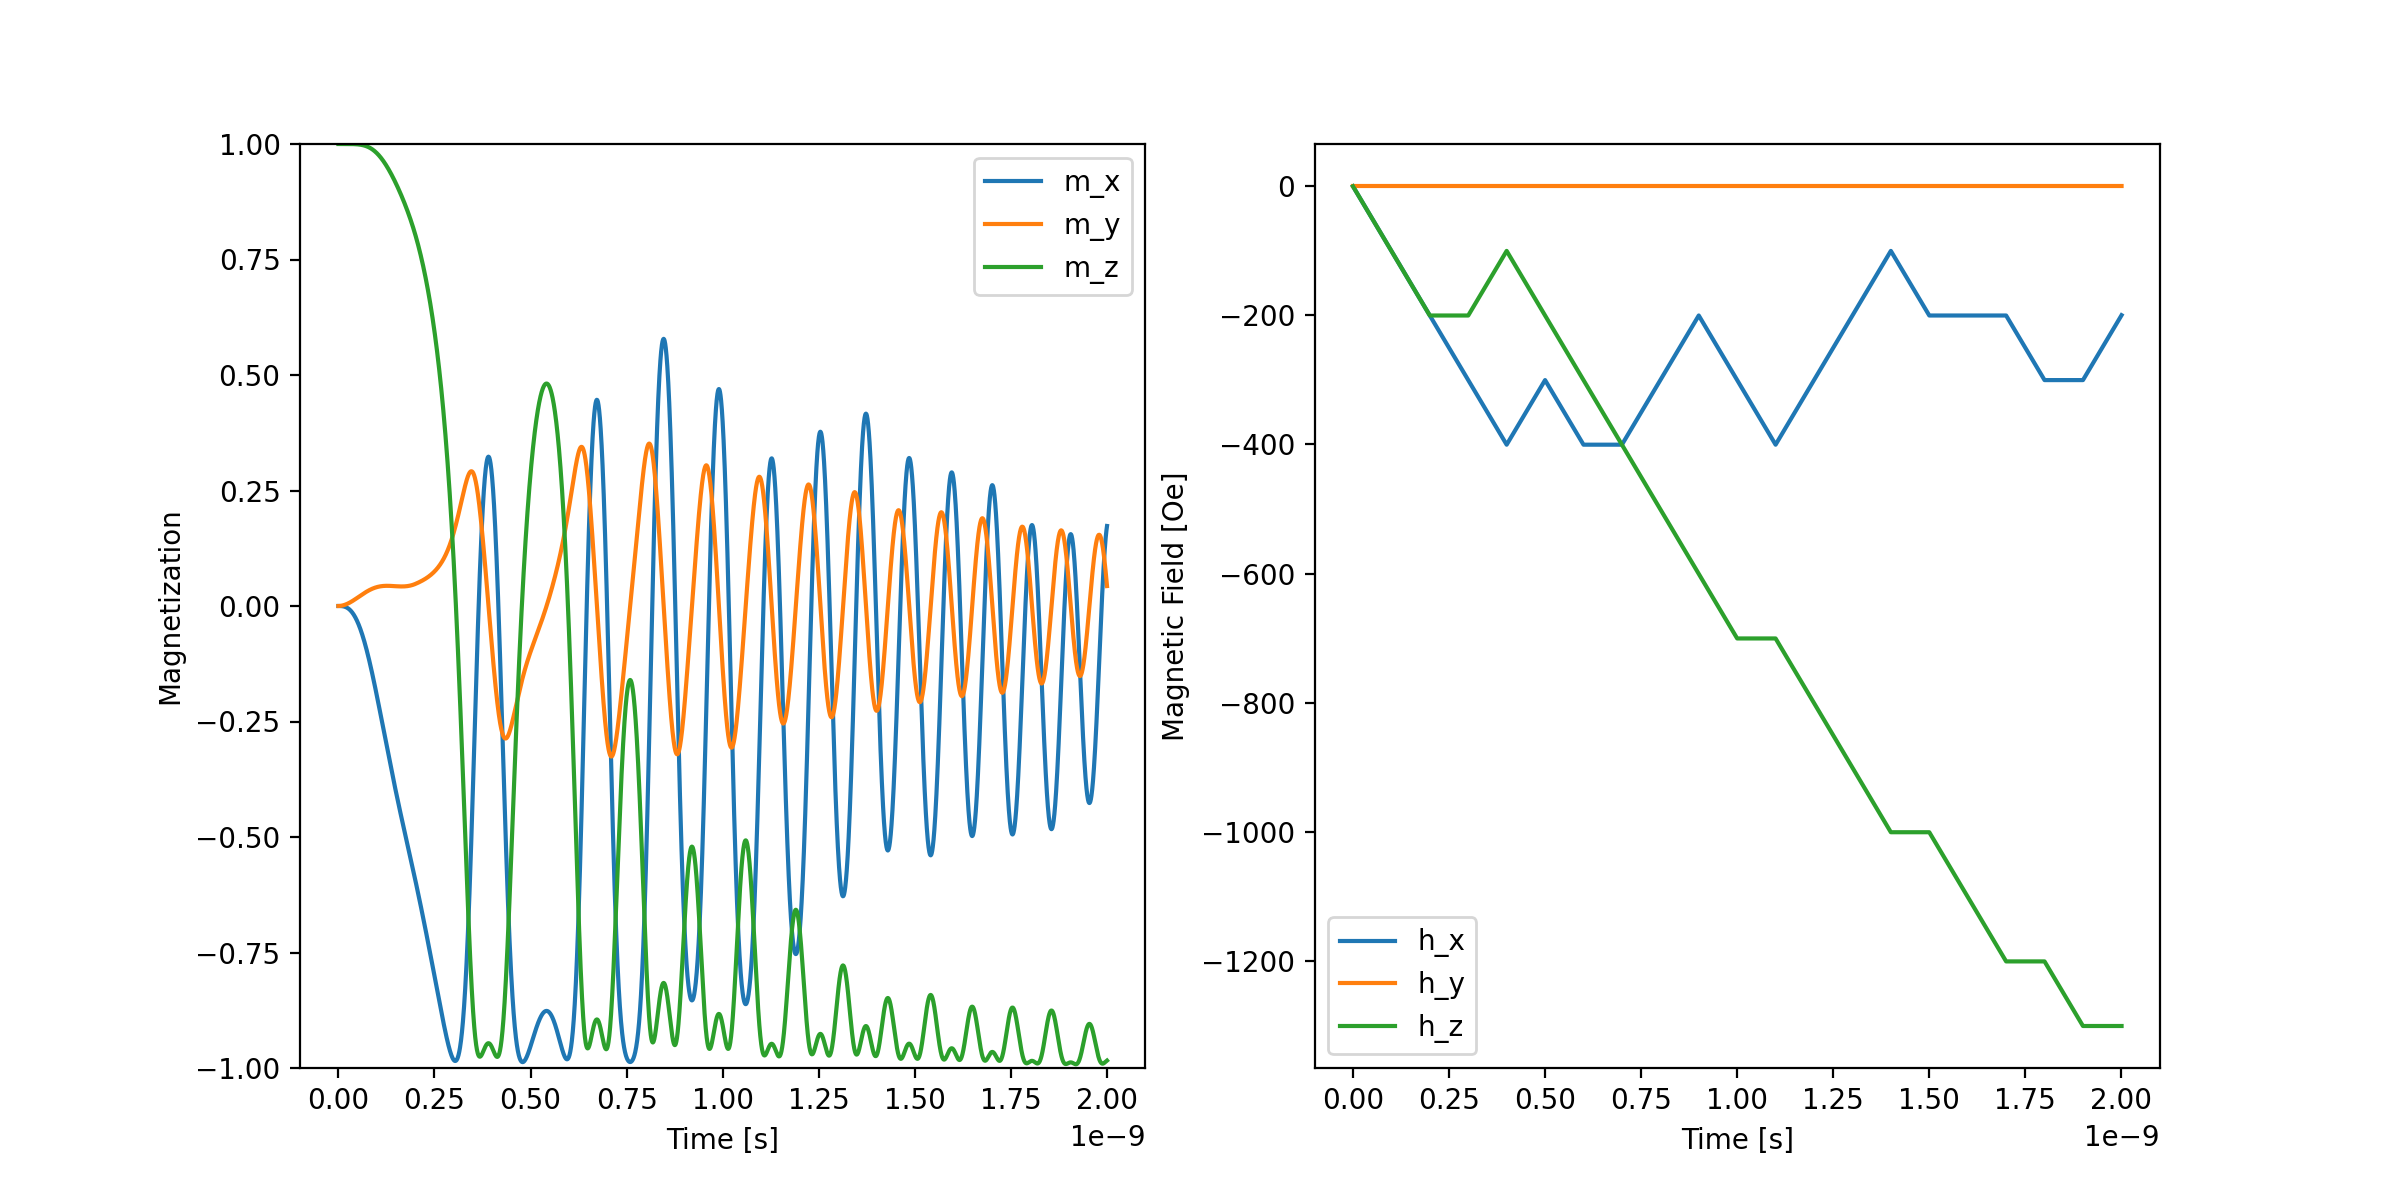 1.00
0.75
0.50
0.25
0.00
−0.25
−0.50
−0.75
−1.00
Magnetization
0.00 0.25 0.50 0.75 1.00 1.25 1.50 1.75 2.00
Time [s]
1e−9
m_x
m_y
m_z
0
−200
−400
−600
−800
−1000
−1200
Magnetic Field [Oe]
0.00 0.25 0.50 0.75 1.00 1.25 1.50 1.75 2.00
Time [s]
1e−9
h_x
h_y
h_z